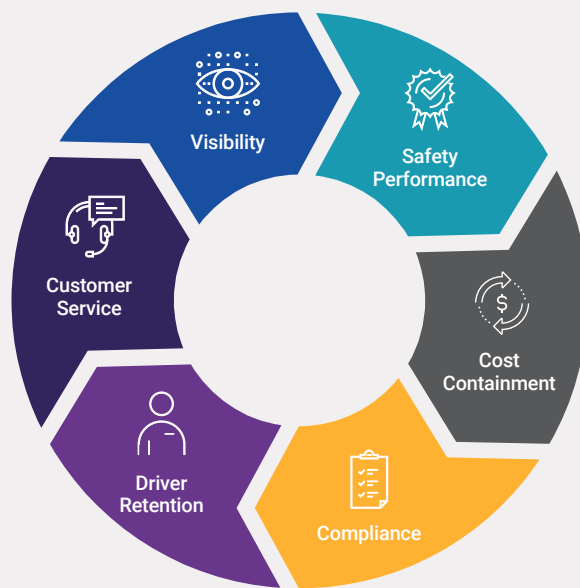 Visibility
Safety
Performance
Cost
Containment
Compliance
Driver
Retention
Customer
Service
$